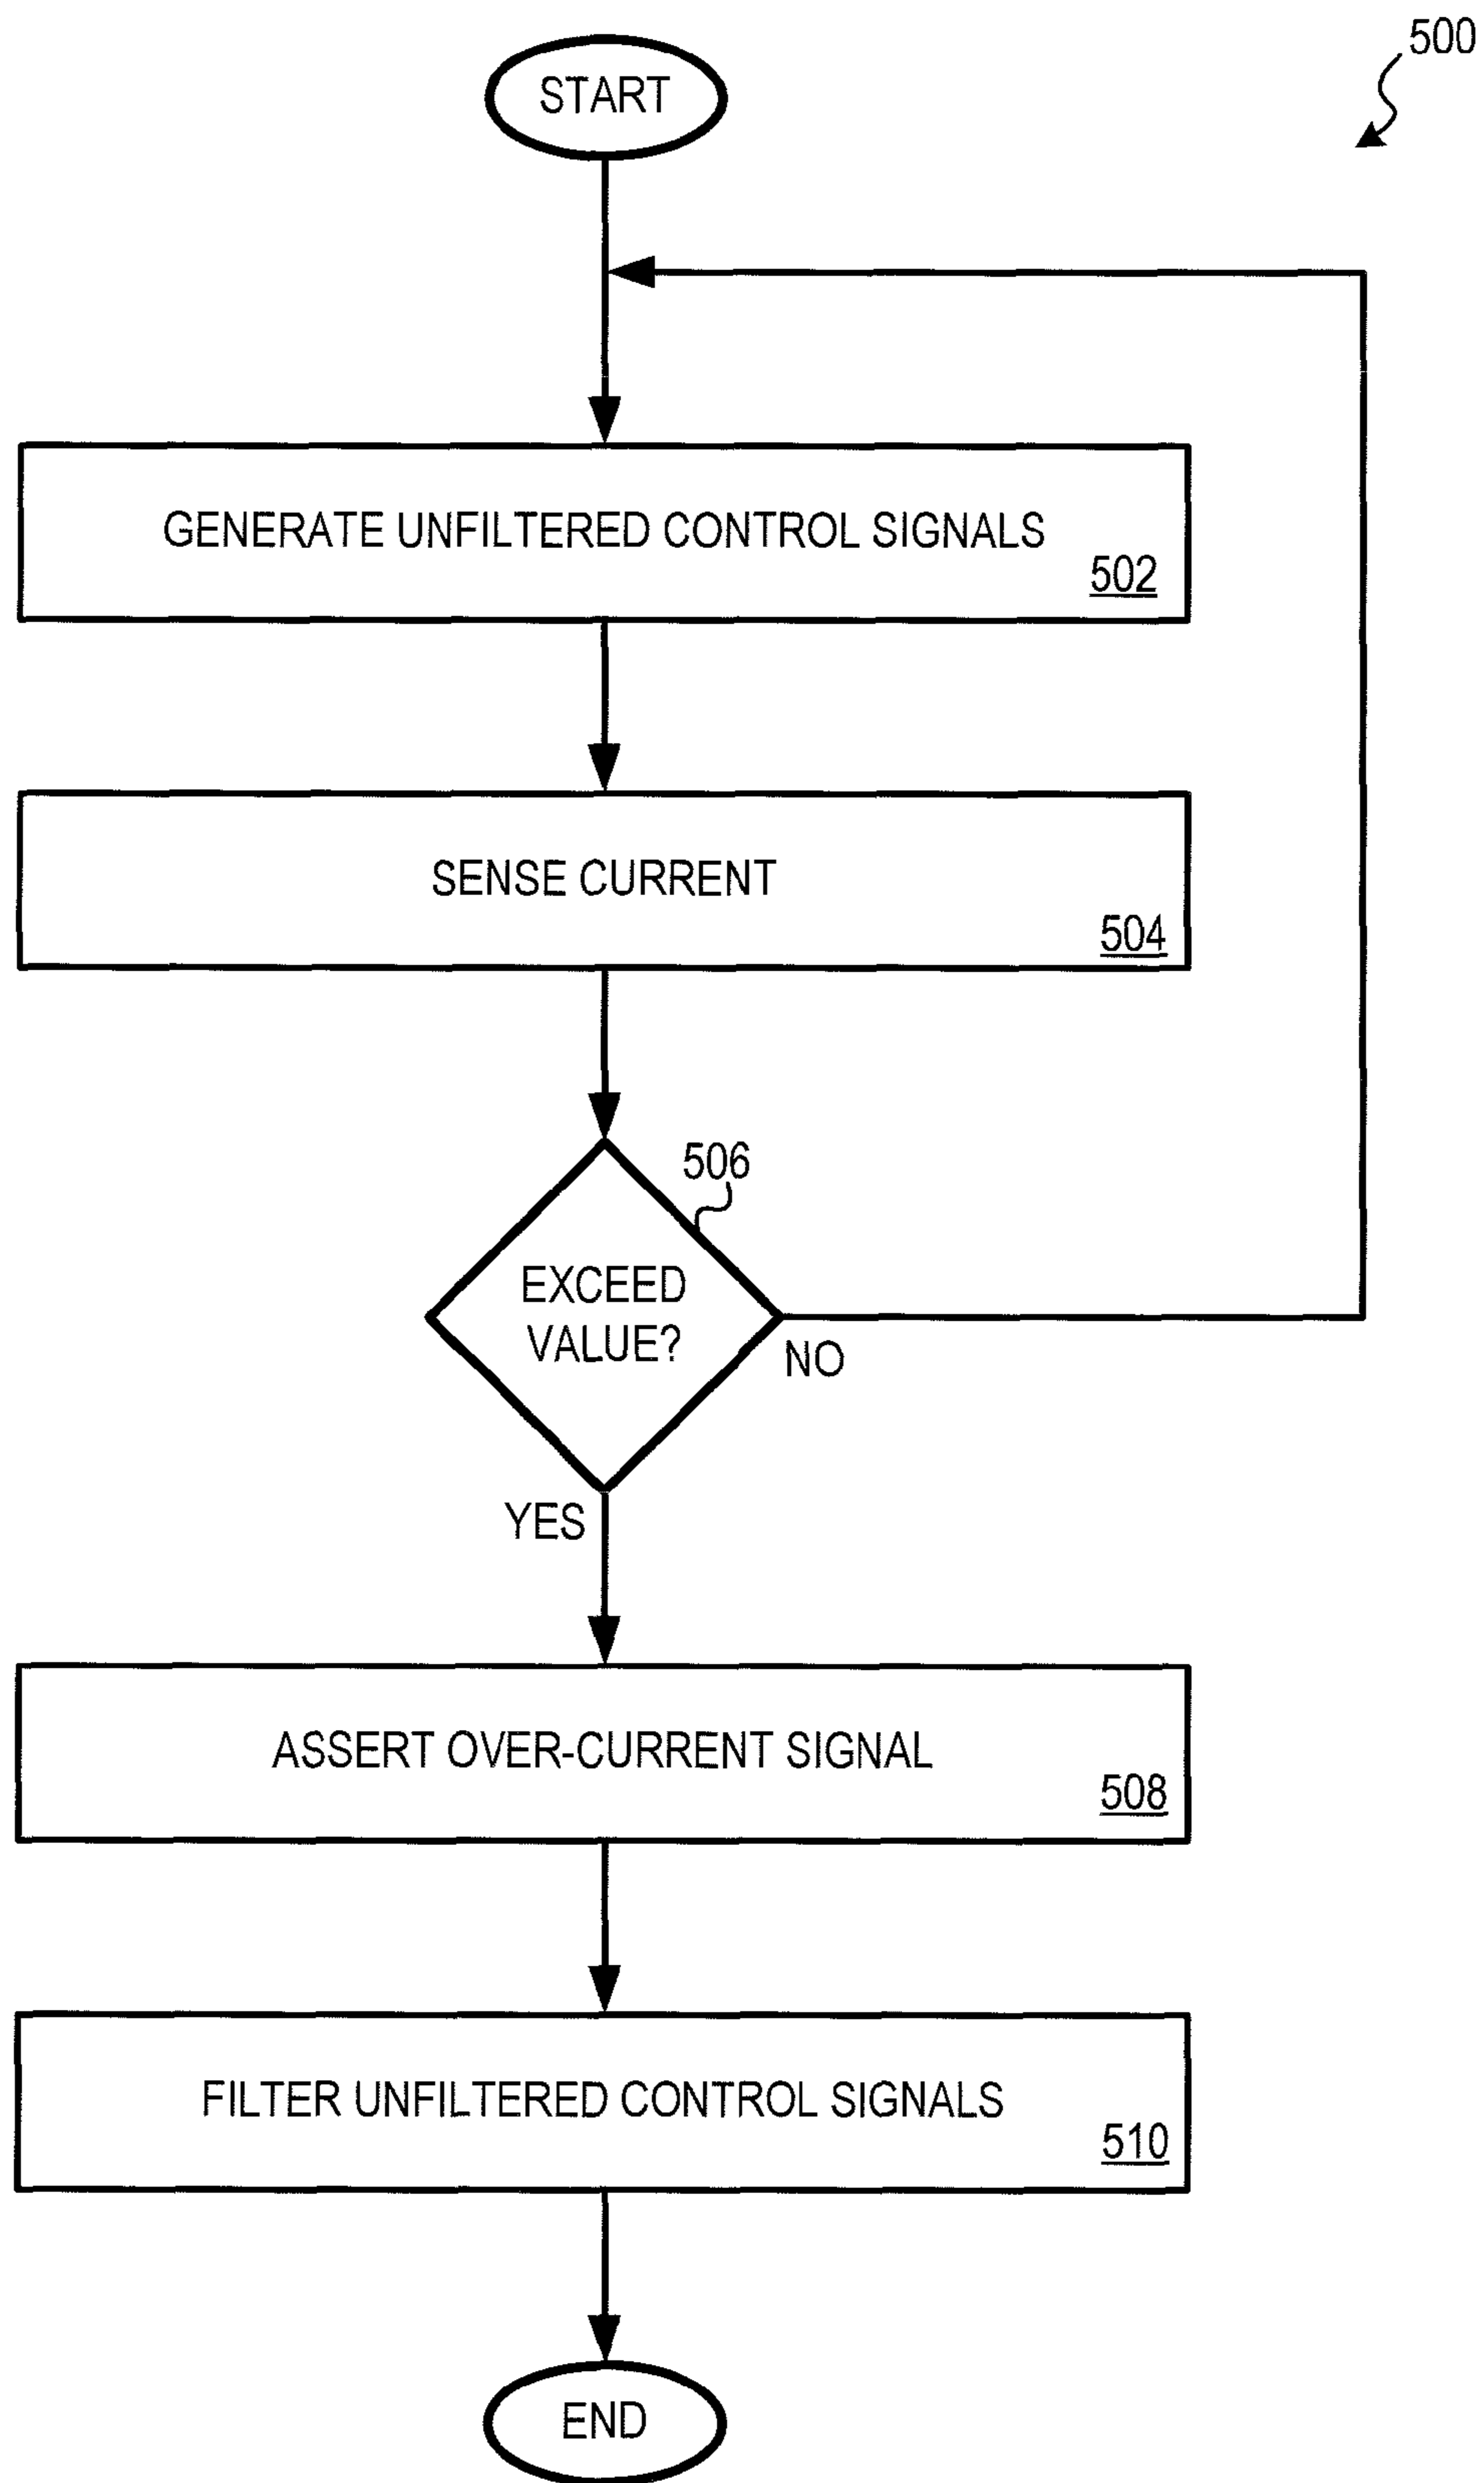 500
START
GENERATE UNFILTERED CONTROL SIGNALS
502
SENSE CURRENT
504
506
EXCEED
VALUE?
NO
YES
ASSERT OVER-CURRENT SIGNAL
508
FILTER UNFILTERED CONTROL SIGNALS
510
END